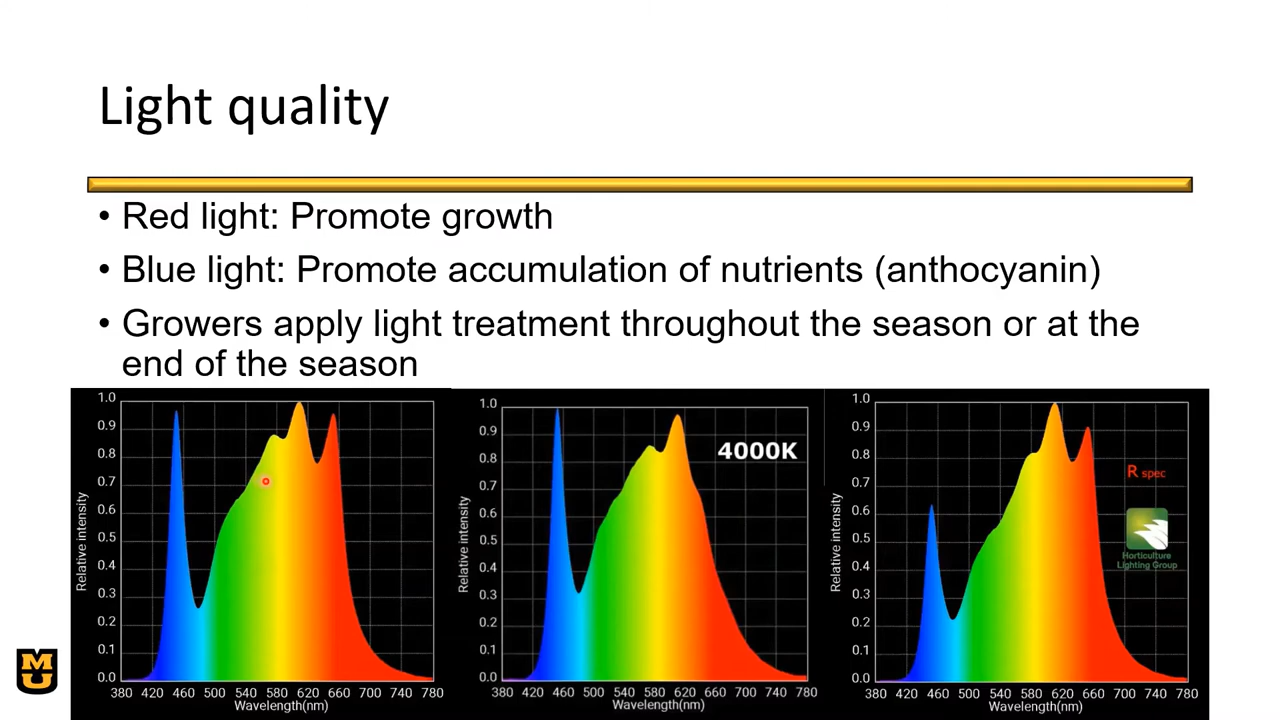 Light quality
• Red light: Promote growth
• Blue light: Promote accumulation of nutrients (anthocyanin)
• Growers apply light treatment throughout the season or at the
end of the season
1.0
0.9
0.8
0.7
0.6
0.5
0.4
0.3
0.2
0.1
0.0
Relative intensity
380 420 460 500 540 580 620 660 700 740 780
Wavelength(nm)
4000K
1.0
0.9
0.8
0.7
0.6
0.5
0.4
0.3
0.2
0.1
0.0
Relative intensity
380 420 460 500 540 580 620 660 700 740 780
Wavelength(nm)
R spec
Horticulture
Lighting Group
1.0
0.9
0.8
0.7
0.6
0.5
0.4
0.3
0.2
0.1
0.0
Relative intensity
380 420 460 500 540 580 620 660 700 740 780
Wavelength(nm)
MU